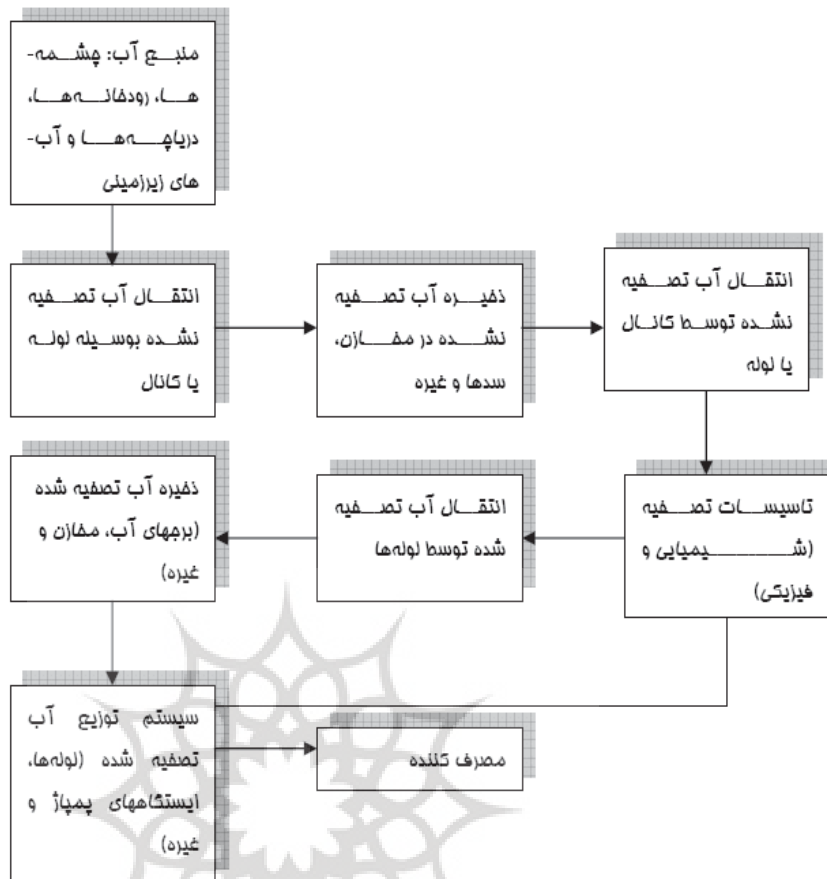 منبع آب: چشمه-
ها، رودخانه‌ها،
دریاچه‌ها و آب-
های زیرزمینی
انتقال آب تصفیه
نشده بوسیله لوله
یا کانال
ذخیره آب تصفیه
نشده در مخازن،
سدها و غیره
انتقال آب تصفیه
نشده توسط کانال
یا لوله
تاسیسات تصفیه
(شیمیایی و
فیزیکی)
انتقال آب تصفیه
شده توسط لوله‌ها
ذخیره آب تصفیه شده
(برجهای آب، مخازن و
غیره)
سیستم توزیع آب
تصفیه شده (لوله‌ها،
ایستگاههای پمپاژ و
غیره)
مصرف کننده